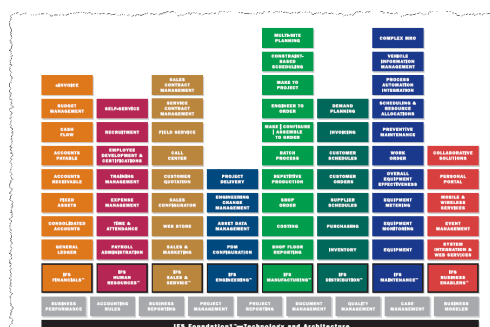 MULTI-SITE
PLANNING
COMPLEX MRO
CONSTRAINT-
BASED
SCHEDULING
VEHICLE
INFORMATION
MANAGEMENT
eINVOICE
SALES
CONTRACT
MANAGEMENT
MAKE TO
PROJECT
PROCESS
AUTOMATION
INTEGRATION
BUDGET
MANAGEMENT
SELF-SERVICE
SERVICE
CONTRACT
MANAGEMENT
ENGINEER TO
ORDER
DEMAND
PLANNING
SCHEDULING &
RESOURCE
ALLOCATIONS
CASH
FLOW
RECRUITMENT
FIELD SERVICE
MAKE | CONFIGURE
| ASSEMBLE
TO ORDER
INVOICING
PREVENTIVE
MAINTENANCE
ACCOUNTS
PAYABLE
EMPLOYEE
DEVELOPMENT &
CERTIFICATIONS
CALL
CENTER
BATCH
PROCESS
CUSTOMER
SCHEDULES
WORK
ORDER
COLLABORATIVE
SOLUTIONS
ACCOUNTS
RECEIVABLE
TRAINING
MANAGEMENT
CUSTOMER
QUOTATION
PROJECT
DELIVERY
REPETITIVE
PRODUCTION
CUSTOMER
ORDERS
OVERALL
EQUIPMENT
EFFECTIVENESS
PERSONAL
PORTAL
FIXED
ASSETS
EXPENSE
MANAGEMENT
SALES
CONFIGURATOR
ENGINEERING
CHANGE
MANAGEMENT
SHOP
ORDER
SUPPLIER
SCHEDULES
EQUIPMENT
METERING
MOBILE &
WIRELESS
SERVICES
CONSOLIDATED
ACCOUNTS
TIME &
ATTENDANCE
WEB STORE
ASSET DATA
MANAGEMENT
COSTING
PURCHASING
EQUIPMENT
MONITORING
EVENT
MANAGEMENT
GENERAL
LEDGER
PAYROLL
ADMINISTRATION
SALES &
MARKETING
PDM
CONFIGURATION
SHOP FLOOR
REPORTING
INVENTORY
EQUIPMENT
SYSTEM
INTEGRATION &
WEB SERVICES
IFS
FINANCIALS™
IFS
HUMAN
RESOURCES™
IFS
SALES &
SERVICE™
IFS
ENGINEERING™
IFS
MANUFACTURING™
IFS
DISTRIBUTION™
IFS
MAINTENANCE™
IFS
BUSINESS
ENABLERS™
BUSINESS
PERFORMANCE
ACCOUNTING
RULES
BUSINESS
REPORTING
PROJECT
MANAGEMENT
PROJECT
REPORTING
DOCUMENT
MANAGEMENT
QUALITY
MANAGEMENT
CASE
MANAGEMENT
BUSINESS
MODELER
IFS Foundation1™—Technology and Architecture